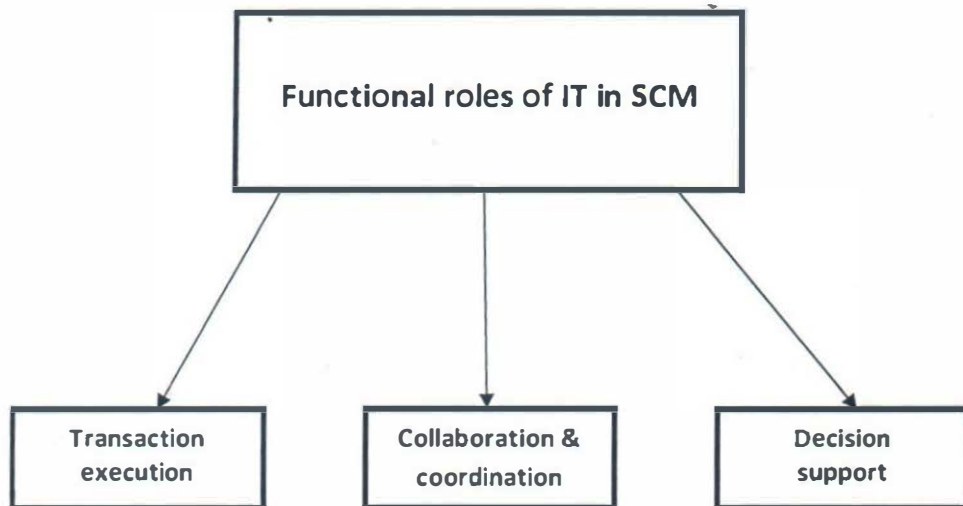 Functional roles of IT in SCM
Transaction
execution
Collaboration &
coordination
Decision
support